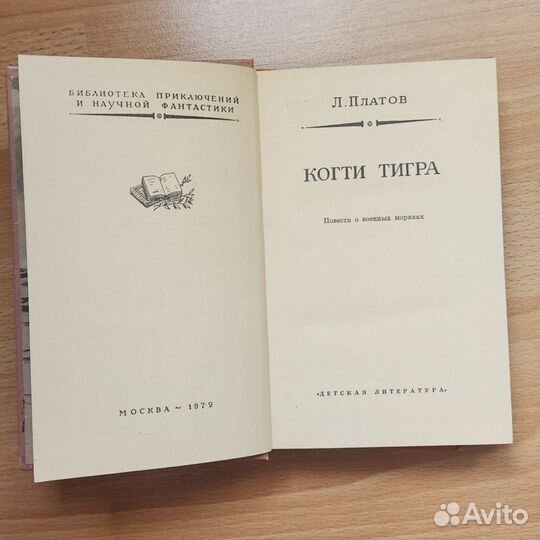 БИБЛИОТЕКА ПРИКЛЮЧЕНИЙ
И НАУЧНОЙ ФАНТАСТИКИ
МОСКВА ~ 1972
Л. ПЛАТОВ
КОГТИ ТИГРА
Повести о военных моряках
«ДЕТСКАЯ ЛИТЕРАТУРА»
Avito